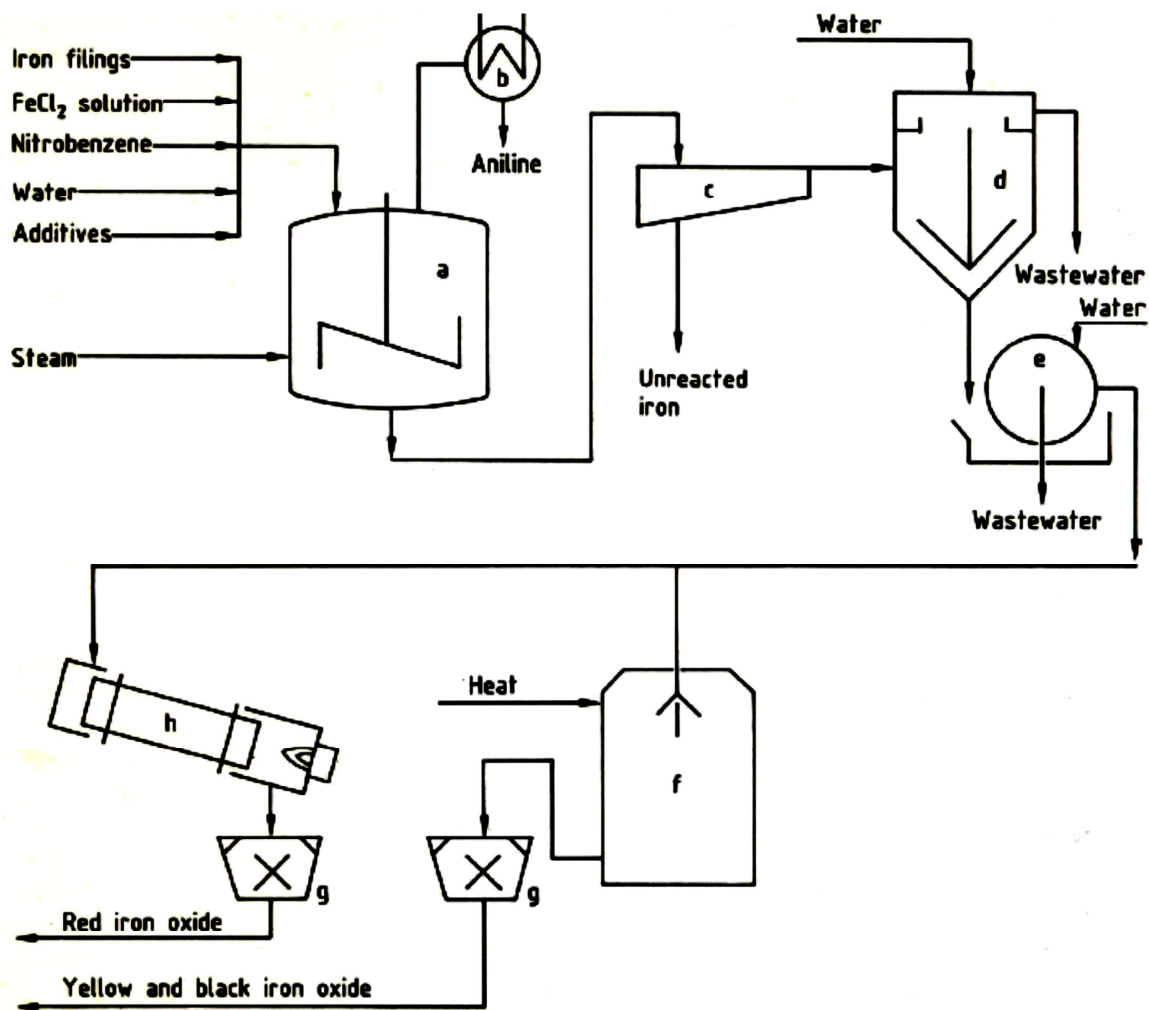 Water
b
Iron filings
FeCl₂ solution
Nitrobenzene
Water
Additives
Aniline
c
d
a
Wastewater
Water
Steam
Unreacted
iron
e
Wastewater
Heat
h
f
g
g
Red iron oxide
Yellow and black iron oxide